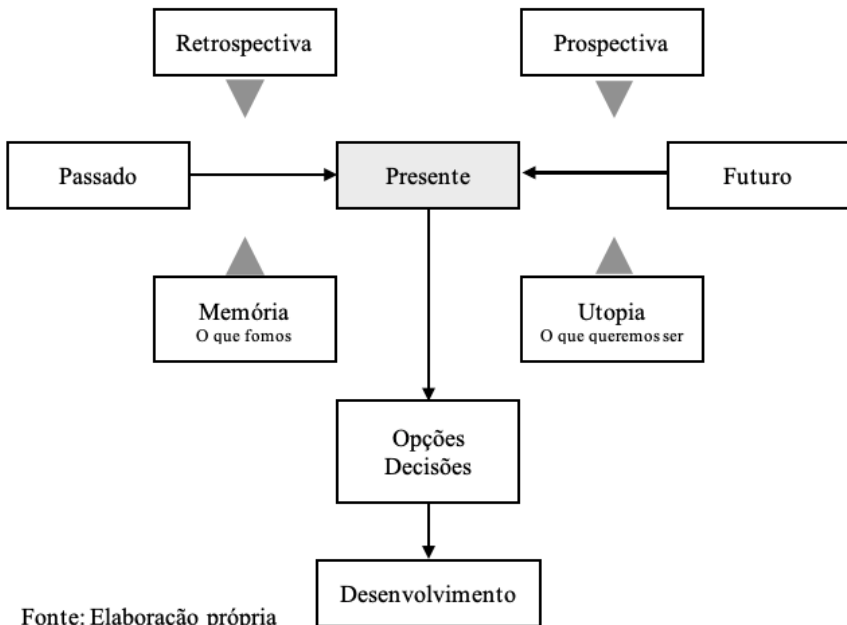 Retrospectiva
Prospectiva
Passado
Presente
Futuro
Memória
O que fomos
Utopia
O que queremos ser
Opções
Decisões
Desenvolvimento
Fonte: Elaboração própria